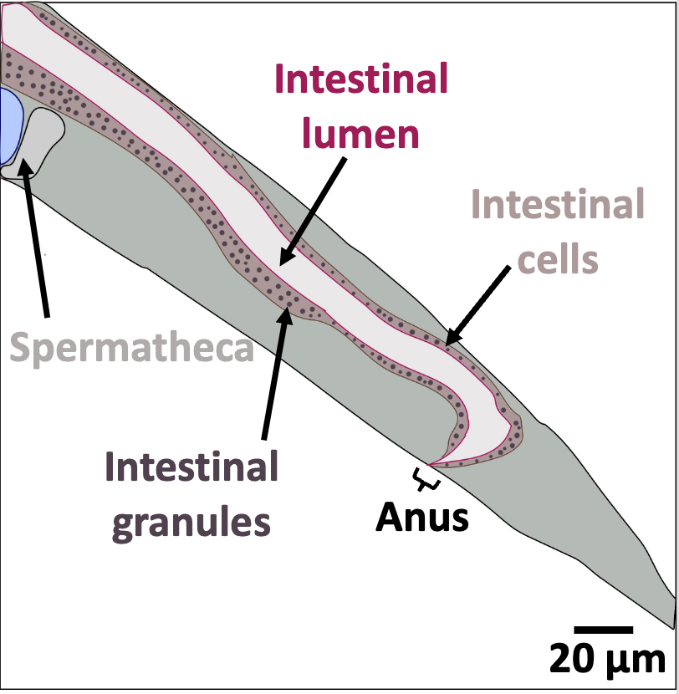 Intestinal
lumen
Intestinal
cells
Spermatheca
Intestinal
granules
Anus
20 µm